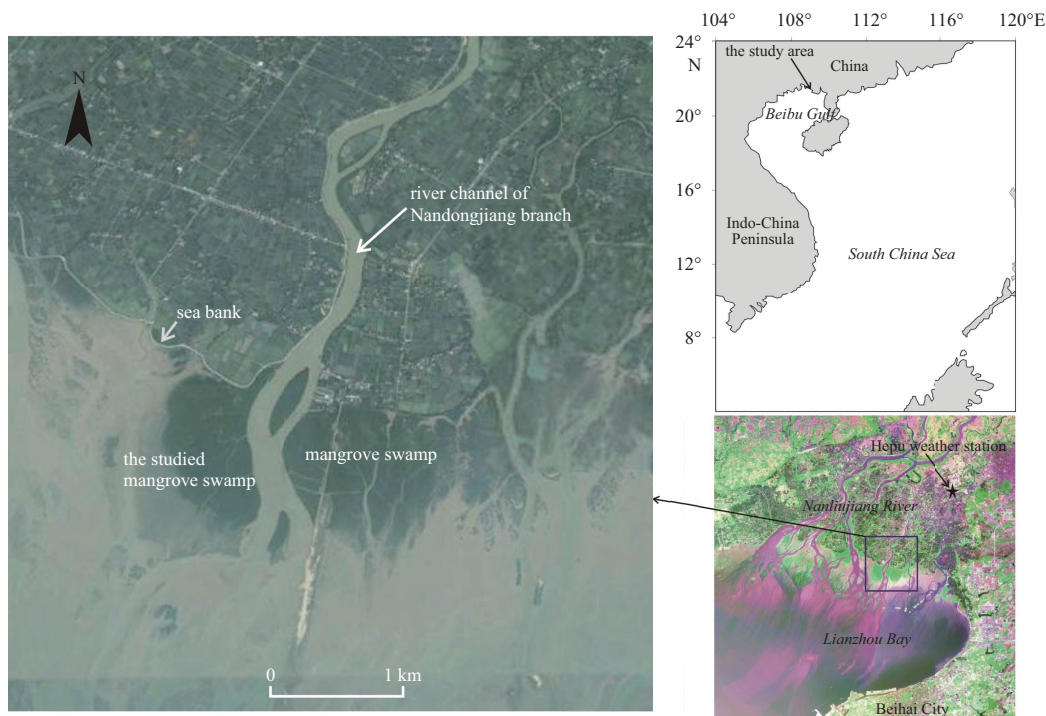 N
river channel of
Nandongjiang branch
sea bank
the studied
mangrove swamp
mangrove swamp
0
1 km
104°
108°
112°
116°
120°E
24°
N
20°
16°
12°
8°
the study area
China
Beibu Gulf
Indo-China
Peninsula
South China Sea
Hepu weather station
Nanliujiang River
Lianzhou Bay
Beihai City